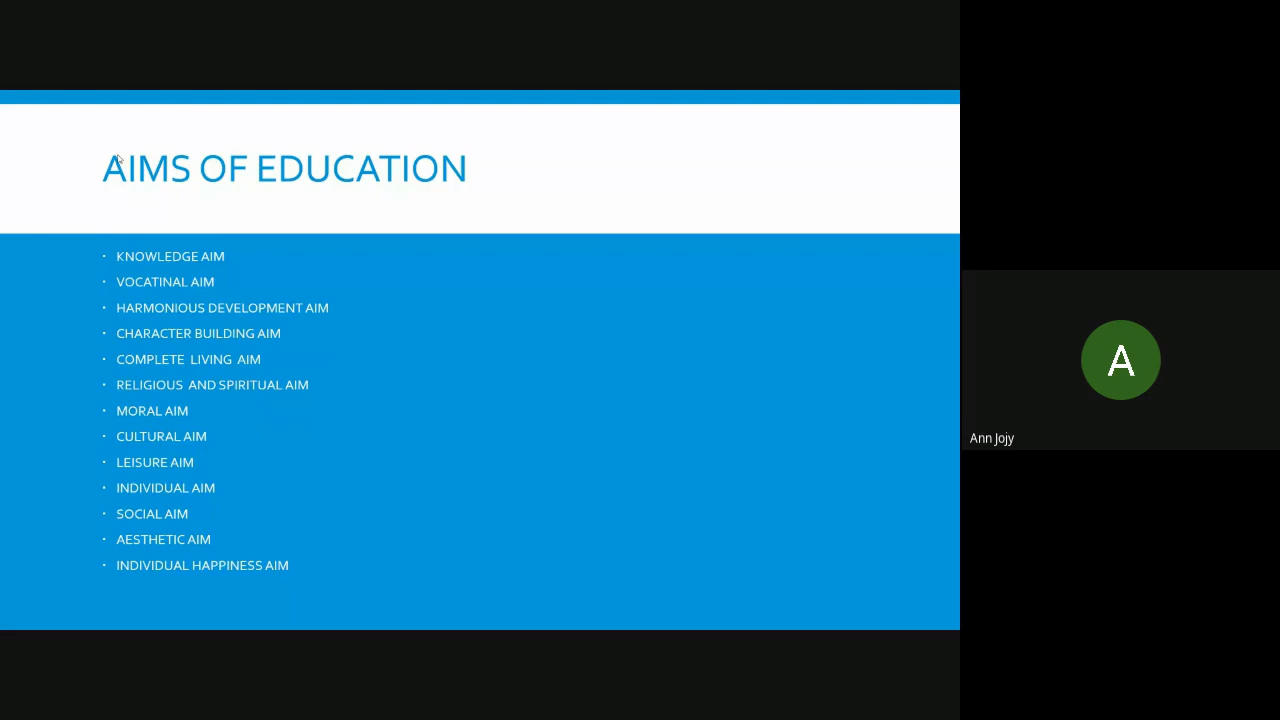 AIMS OF EDUCATION
· KNOWLEDGE AIM
· VOCATINAL AIM
· HARMONIOUS DEVELOPMENT AIM
· CHARACTER BUILDING AIM
· COMPLETE LIVING AIM
· RELIGIOUS AND SPIRITUAL AIM
· MORAL AIM
· CULTURAL AIM
· LEISURE AIM
· INDIVIDUAL AIM
· SOCIAL AIM
· AESTHETIC AIM
· INDIVIDUAL HAPPINESS AIM
A
Ann Jojy